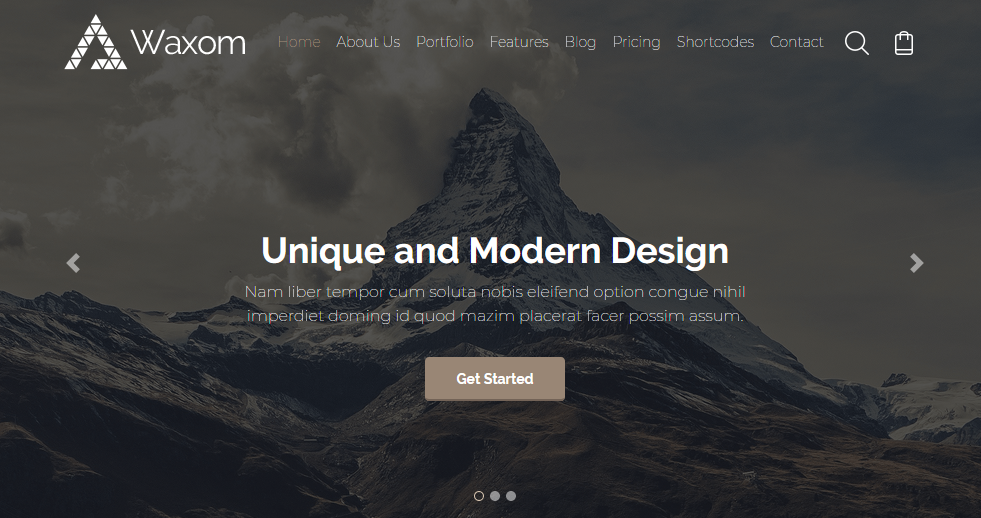 Waxom
Home About Us Portfolio Features Blog Pricing Shortcodes Contact
Unique and Modern Design
Nam liber tempor cum soluta nobis eleifend option congue nihil
imperdiet doming id quod mazim placerat facer possim assum.
Get Started